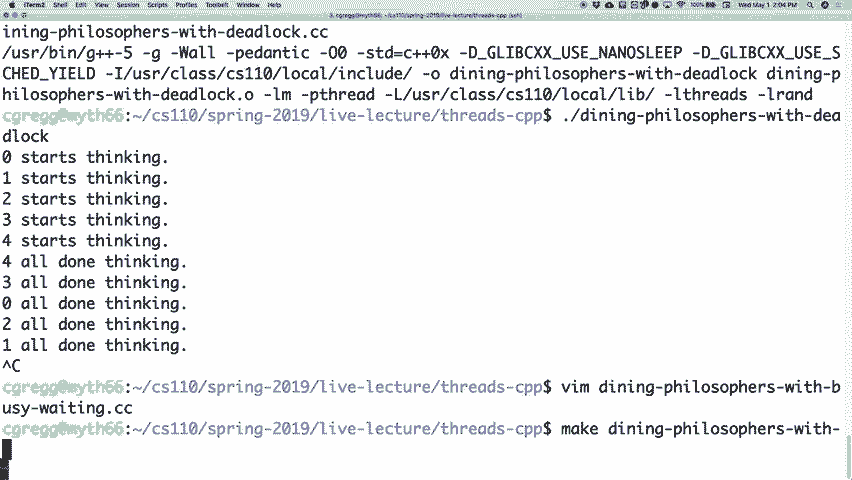 iTerm2 Shell Edit View Session Scripts Profiles Toolbelt Window Help 100% Wed May 1 2:04 PM
3. cgregg@myth66: ~/cs110/spring-2019/live-lecture/threads-cpp (ssh)
ining-philosophers-with-deadlock.cc
/usr/bin/g++-5 -g -Wall -pedantic -O0 -std=c++0x -D_GLIBCXX_USE_NANOSLEEP -D_GLIBCXX_USE_S
CHED_YIELD -I/usr/class/cs110/local/include/ -o dining-philosophers-with-deadlock dining-p
hilosophers-with-deadlock.o -lm -pthread -L/usr/class/cs110/local/lib/ -lthreads -lrand
cgregg@myth66:~/cs110/spring-2019/live-lecture/threads-cpp$ ./dining-philosophers-with-dea
dlock
0 starts thinking.
1 starts thinking.
2 starts thinking.
3 starts thinking.
4 starts thinking.
4 all done thinking.
3 all done thinking.
0 all done thinking.
2 all done thinking.
1 all done thinking.
^C
cgregg@myth66:~/cs110/spring-2019/live-lecture/threads-cpp$ vim dining-philosophers-with-b
usy-waiting.cc
cgregg@myth66:~/cs110/spring-2019/live-lecture/threads-cpp$ make dining-philosophers-with-